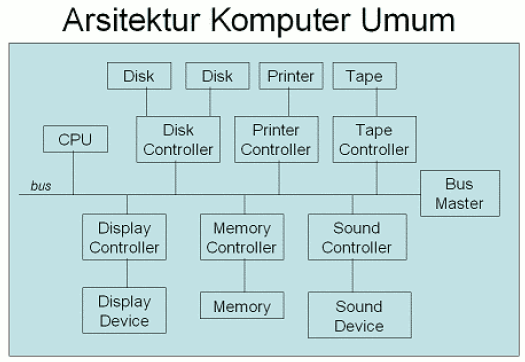 Arsitektur Komputer Umum
Disk
Disk
Printer
Tape
CPU
Disk
Controller
Printer
Controller
Tape
Controller
bus
Bus
Master
Display
Controller
Memory
Controller
Sound
Controller
Display
Device
Memory
Sound
Device